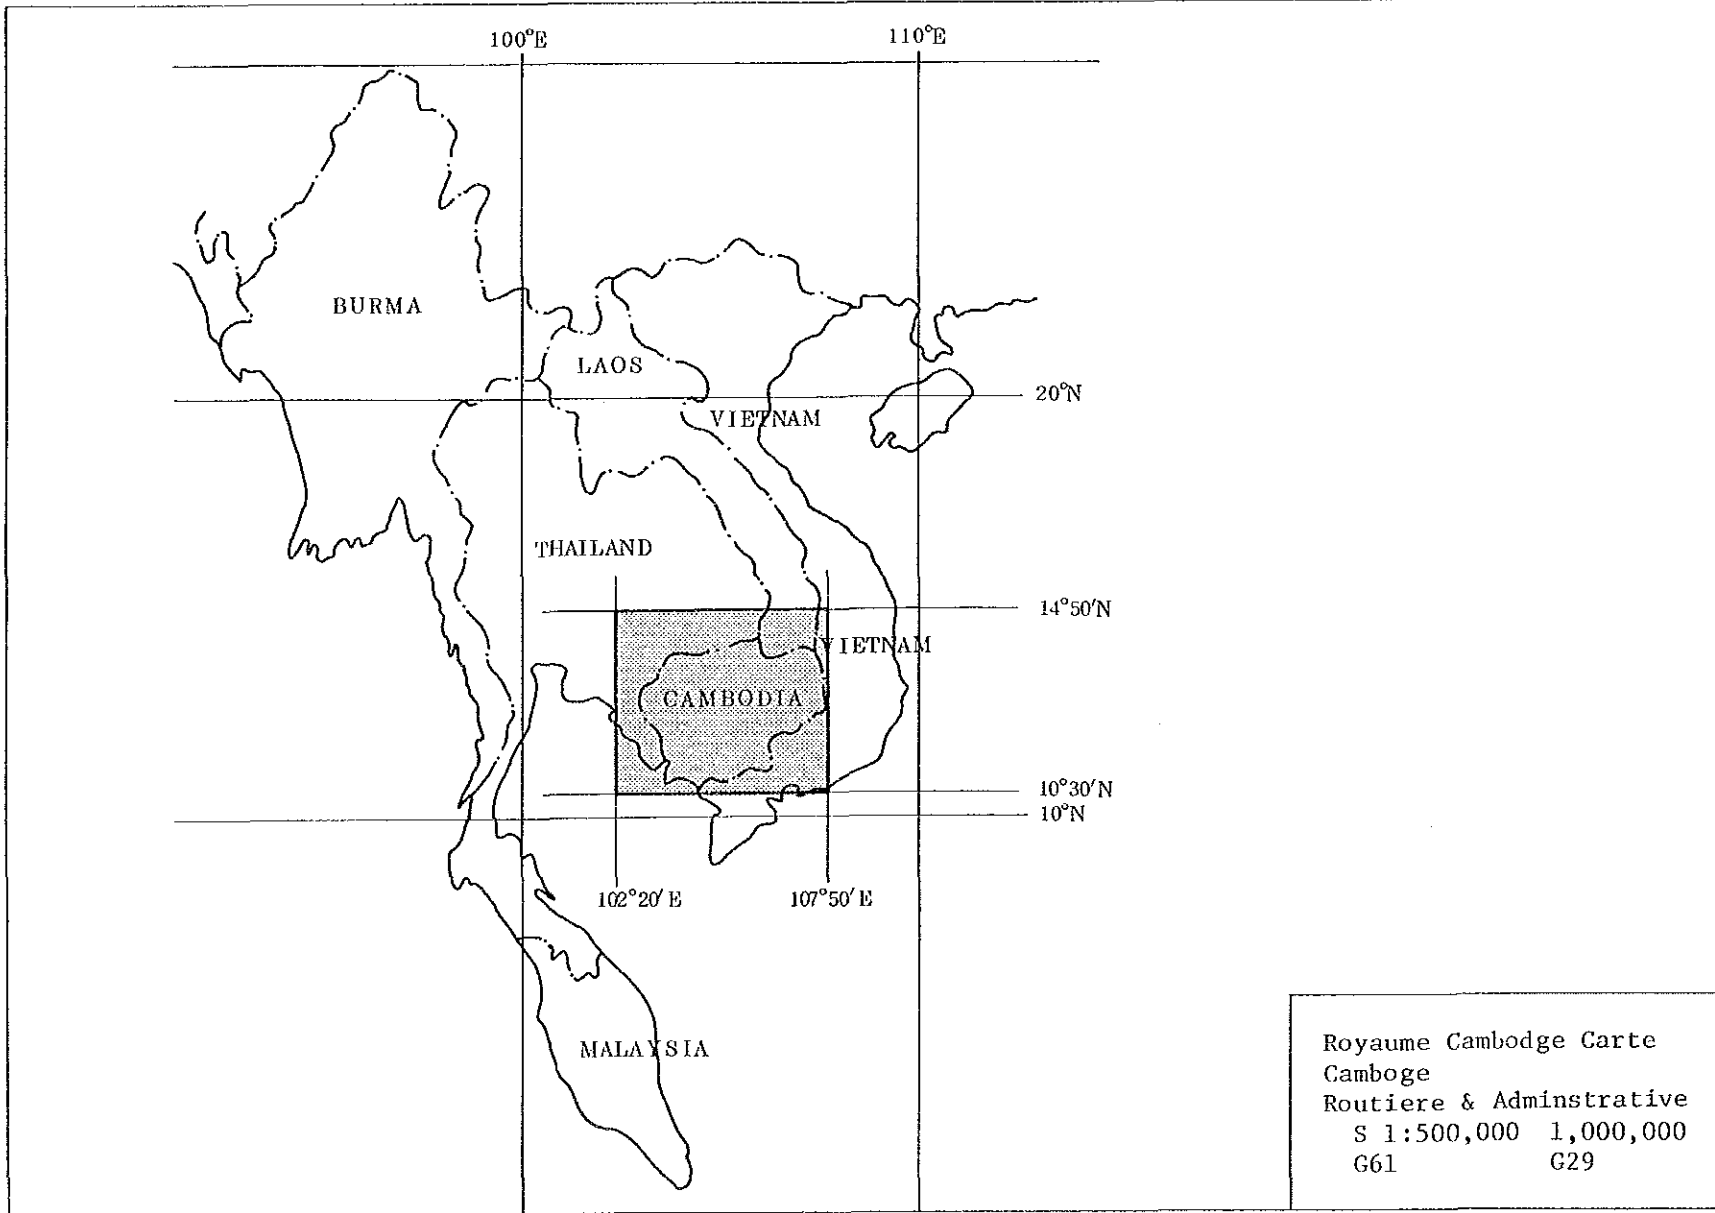 100°E
110°E
BURMA
LAOS
20°N
VIETNAM
THAILAND
14°50′N
VIETNAM
CAMBODIA
10°30′N
10°N
102°20′E
107°50′E
MALAYSIA
Royaume Cambodge Carte
Camboge
Routiere & Adminstrative
S 1:500,000 1,000,000
G61 G29